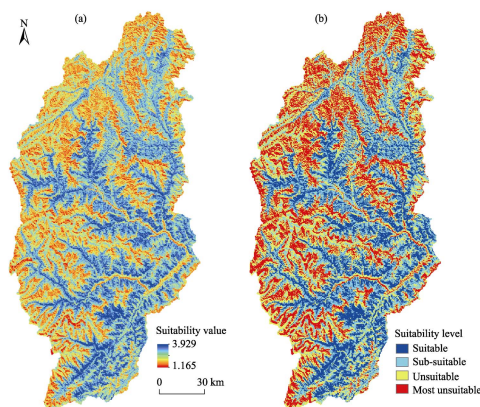 N
(a)
(b)
Suitability value
3.929
1.165
0 30 km
Suitability level
Suitable
Sub-suitable
Unsuitable
Most unsuitable